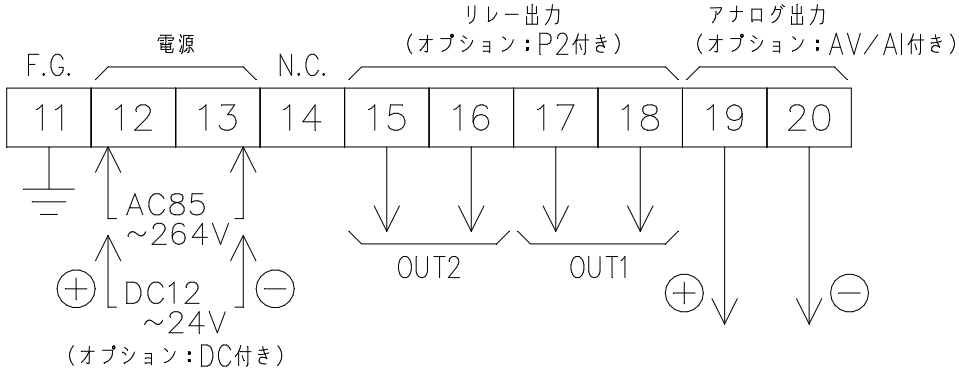 リレー出力
(オプション：P2付き)
アナログ出力
(オプション：AV/AI付き)
電源
F.G.
N.C.
11 12 13 14 15 16 17 18 19 20
AC85
~264V
OUT2
OUT1
+
DC12
~24V
−
+
−
(オプション：DC付き)